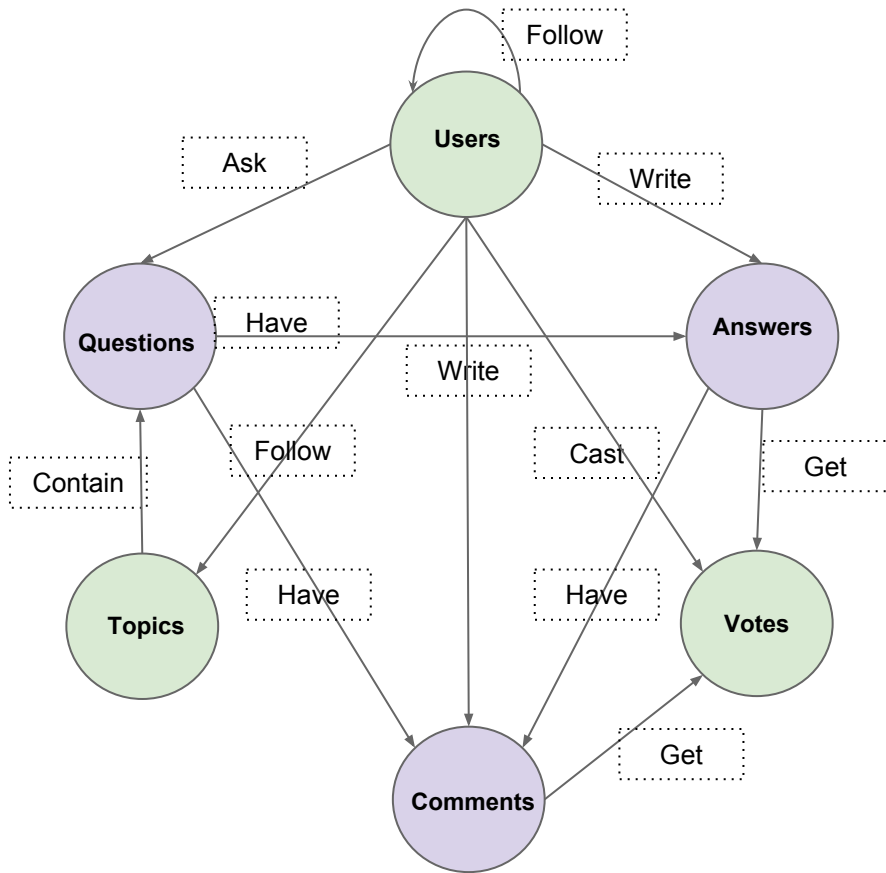 Follow
Users
Ask
Write
Have
Answers
Questions
Write
Follow
Cast
Get
Contain
Have
Have
Topics
Votes
Get
Comments